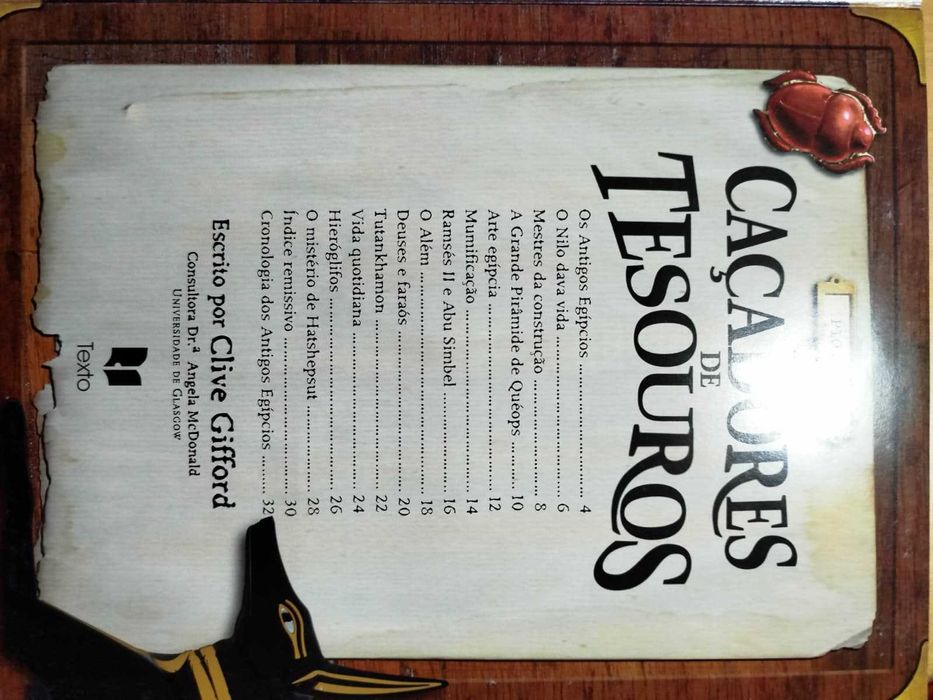 CAÇADORES
DE
TESOUROS
Os Antigos Egípcios ........................ 4
O Nilo dava vida ........................ 6
Mestres da construção ........................ 8
A Grande Pirâmide de Quéops ........................ 10
Arte egípcia ........................ 12
Mumificação ........................ 14
Ramsés II e Abu Simbel ........................ 16
O Além ........................ 18
Deuses e faraós ........................ 20
Tutankhamon ........................ 22
Vida quotidiana ........................ 24
Hieróglifos ........................ 26
O mistério de Hatshepsut ........................ 28
Índice remissivo ........................ 30
Cronologia dos Antigos Egípcios ........................ 32
Escrito por Clive Gifford
Consultora Dr.ª Angela McDonald
UNIVERSIDADE DE GLASGOW
Texto